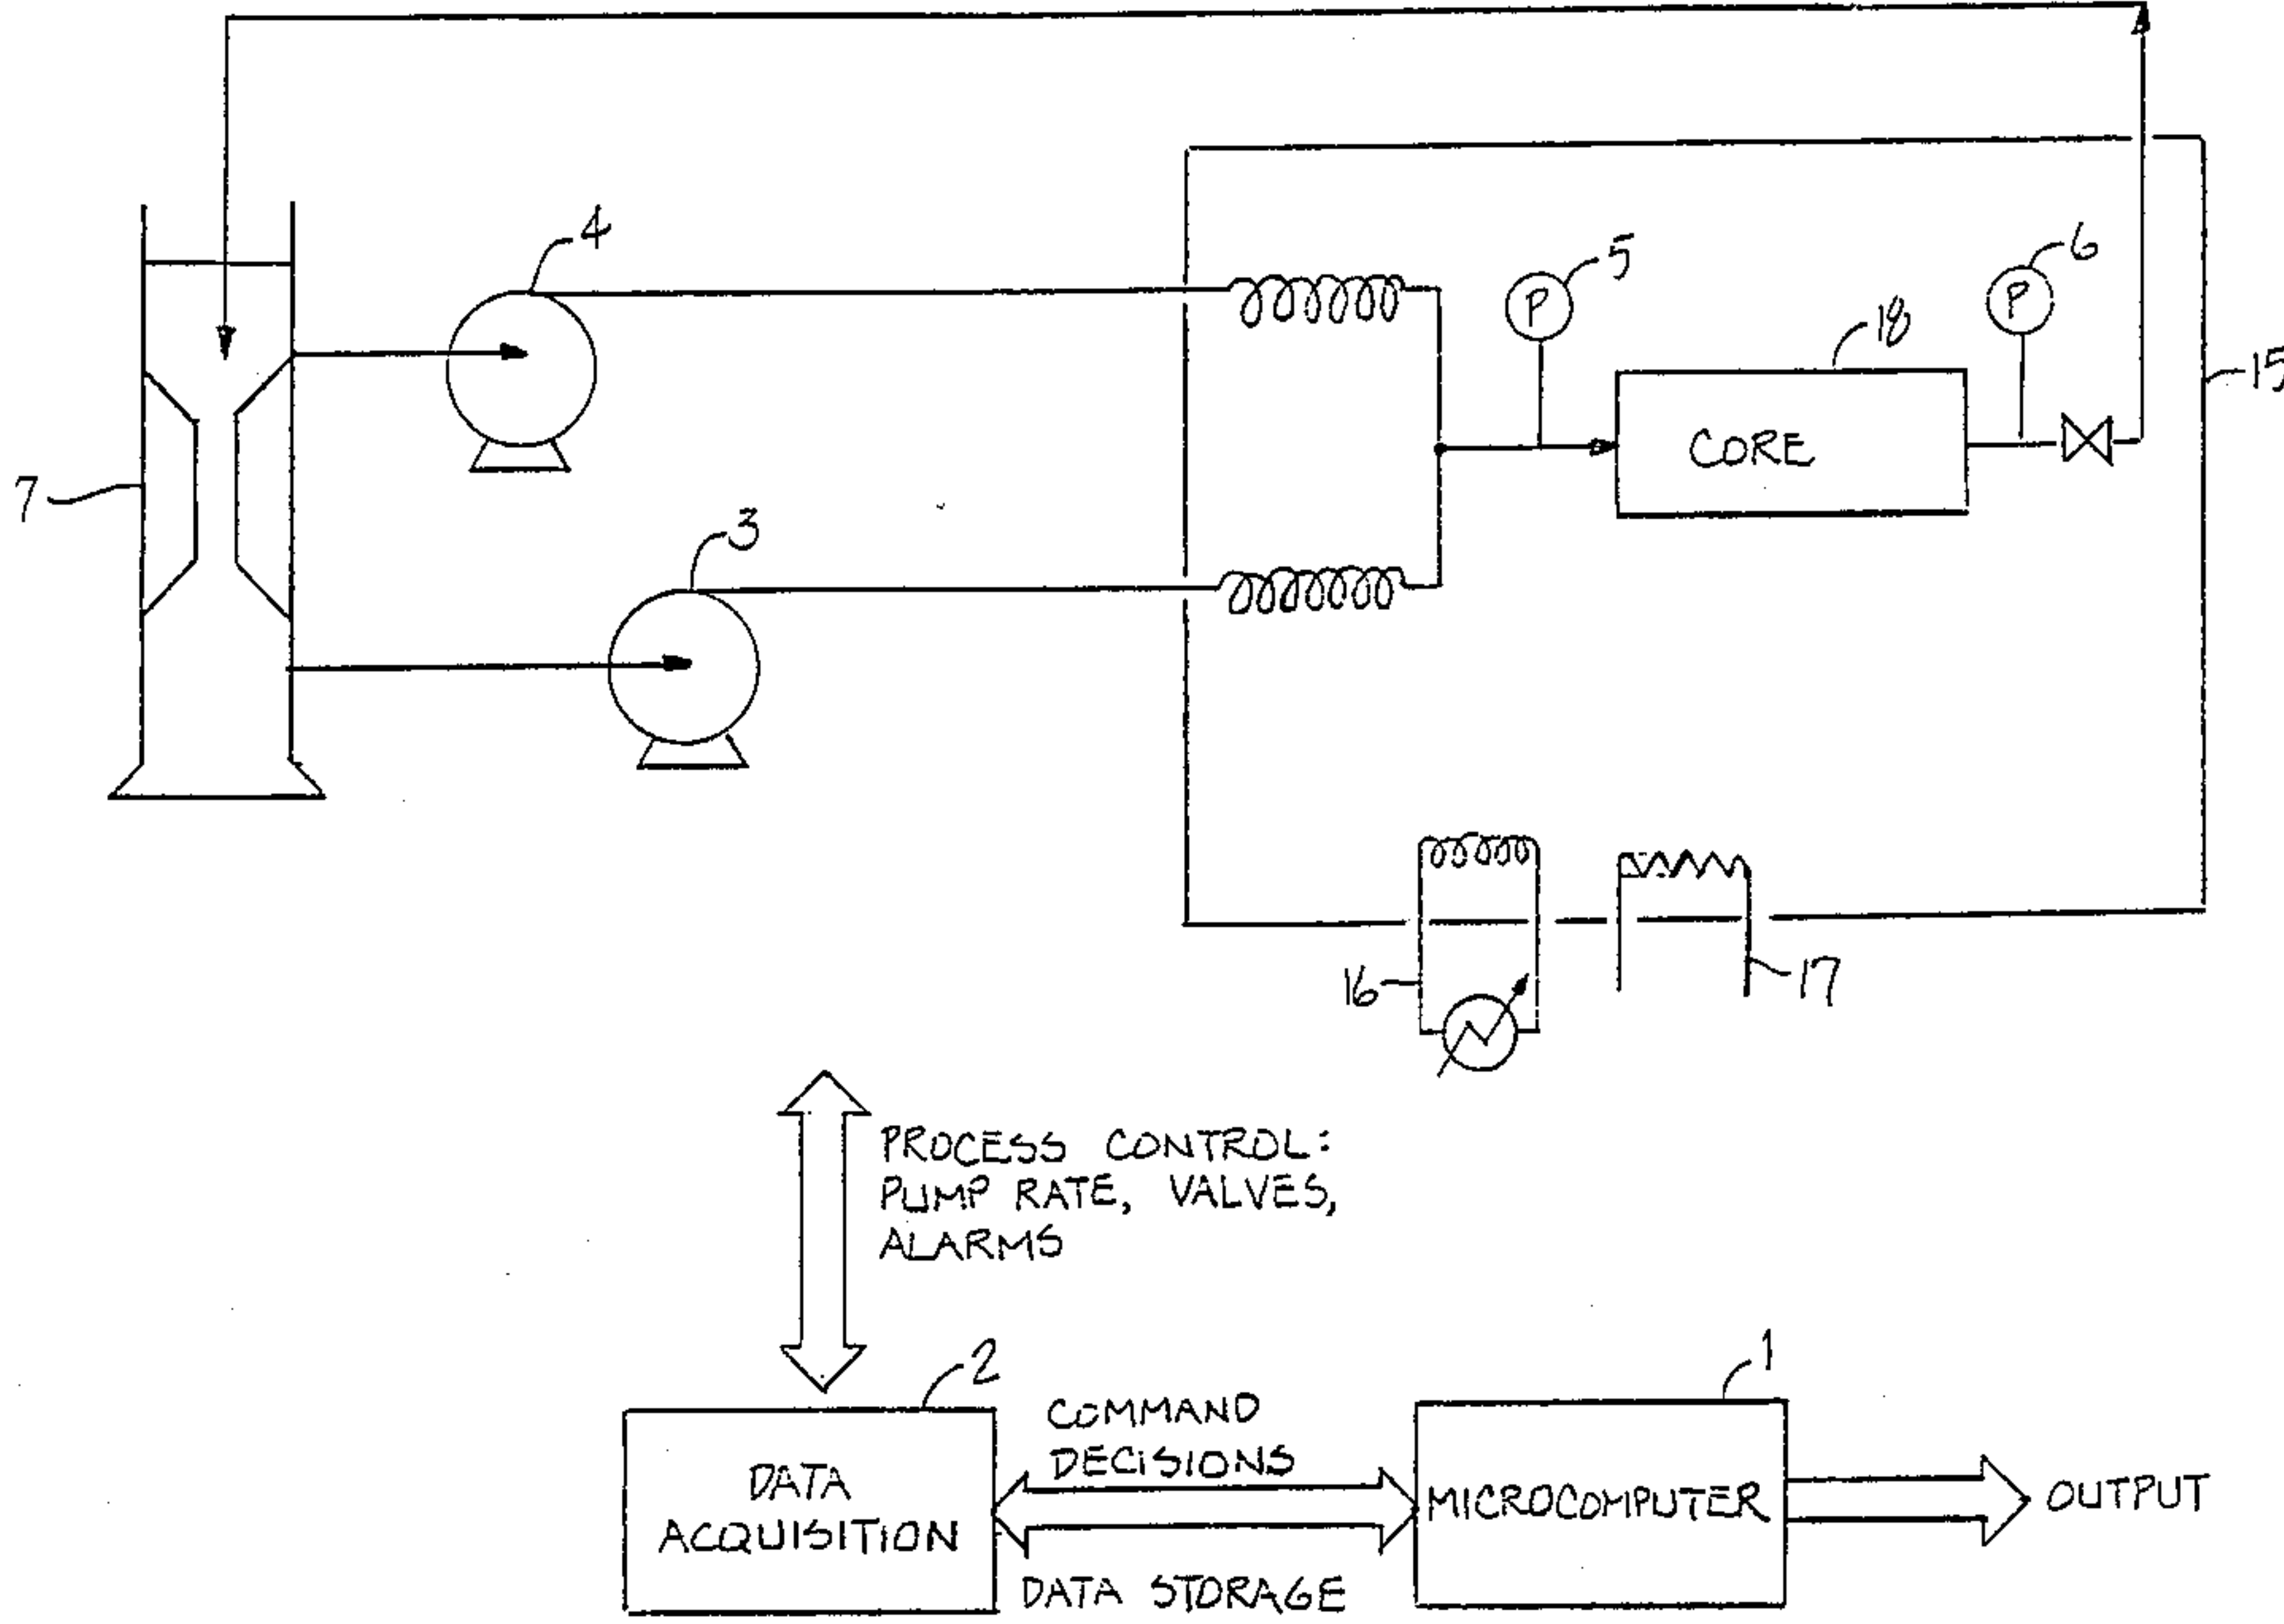 4
5
6
P
P
18
15
CORE
7
3
16
17
PROCESS CONTROL:
PUMP RATE, VALVES,
ALARMS
2
1
COMMAND
DECISIONS
DATA
ACQUISITION
MICROCOMPUTER
OUTPUT
DATA STORAGE